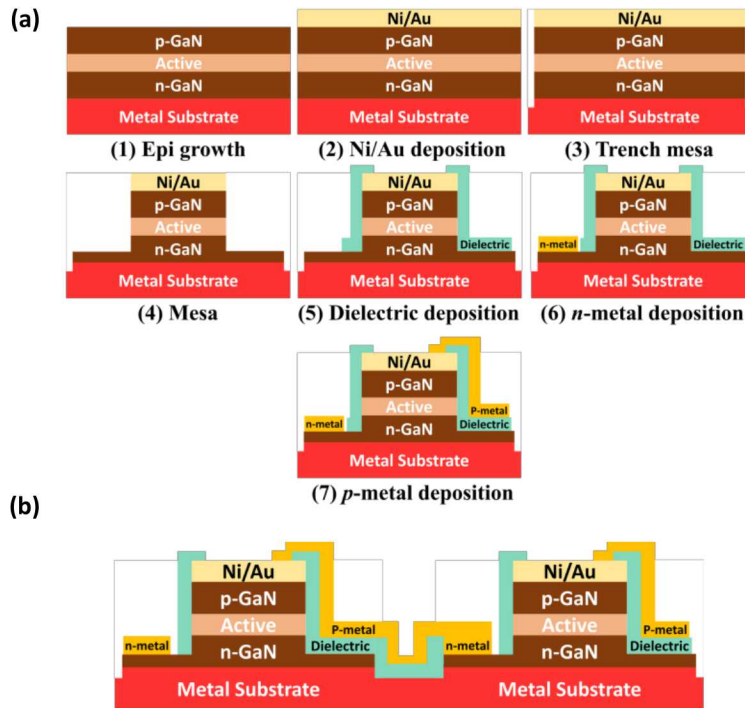 (a)
p-GaN
Active
n-GaN
Metal Substrate
(1) Epi growth
Ni/Au
p-GaN
Active
n-GaN
Metal Substrate
(2) Ni/Au deposition
Ni/Au
p-GaN
Active
n-GaN
Metal Substrate
(3) Trench mesa
Ni/Au
p-GaN
Active
n-GaN
Metal Substrate
(4) Mesa
Ni/Au
p-GaN
Active
n-GaN
Dielectric
Metal Substrate
(5) Dielectric deposition
Ni/Au
p-GaN
Active
n-metal
n-GaN
Dielectric
Metal Substrate
(6) n-metal deposition
Ni/Au
p-GaN
Active
P-metal
n-metal
n-GaN
Dielectric
Metal Substrate
(7) p-metal deposition
(b)
Ni/Au
p-GaN
Active
P-metal
n-metal
n-GaN
Dielectric
Metal Substrate
Ni/Au
p-GaN
Active
P-metal
n-metal
n-GaN
Dielectric
Metal Substrate